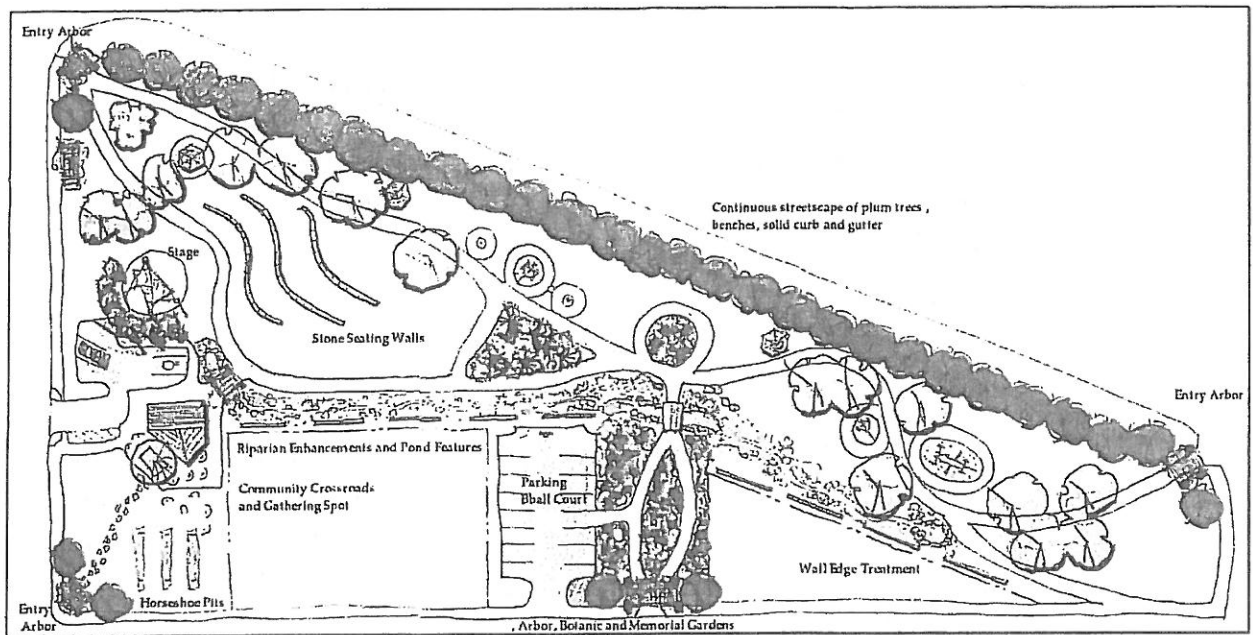 Entry Arbor
Continuous streetscape of plum trees ,
benches, solid curb and gutter
Stage
Stone Seating Walls
Entry Arbor
Riparian Enhancements and Pond Features
Community Crossroads
and Gathering Spot
Parking
Bball Court
Wall Edge Treatment
Horseshoe Pits
Entry
Arbor
, Arbor, Botanic and Memorial Gardens